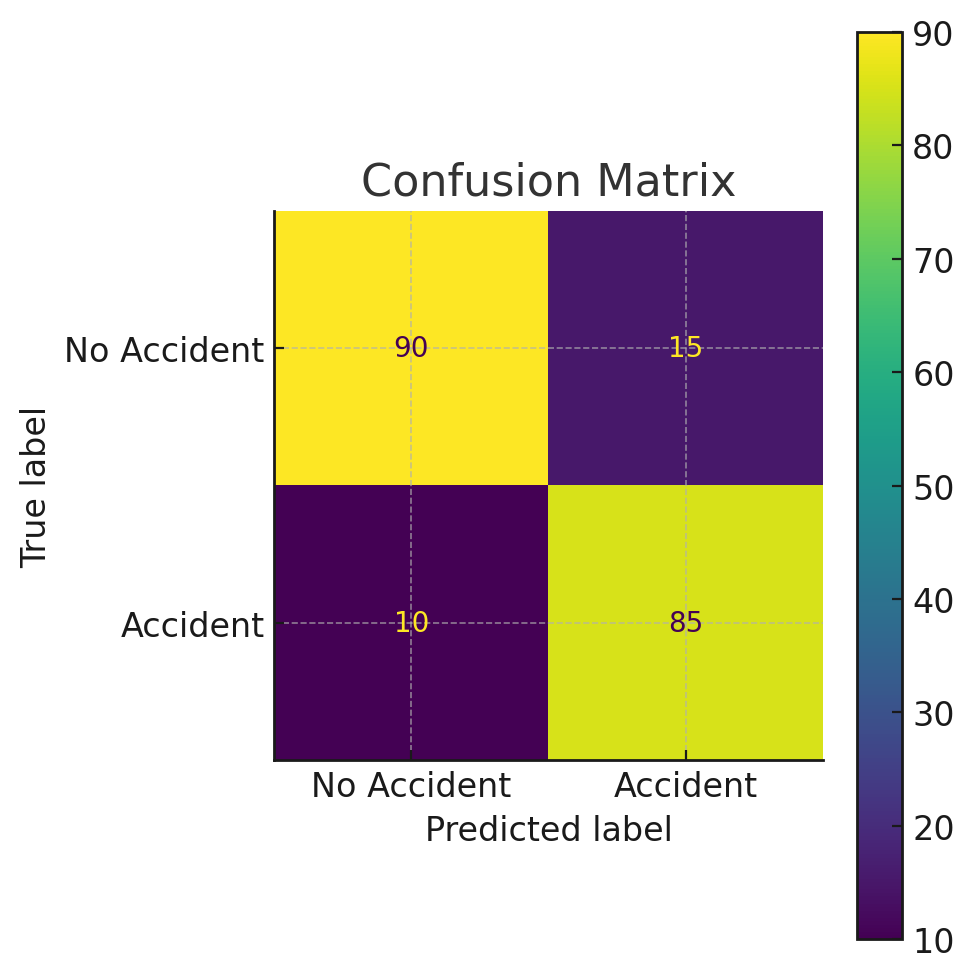 Confusion Matrix
True label
No Accident
Accident
90
15
10
85
No Accident
Accident
Predicted label
90
80
70
60
50
40
30
20
10